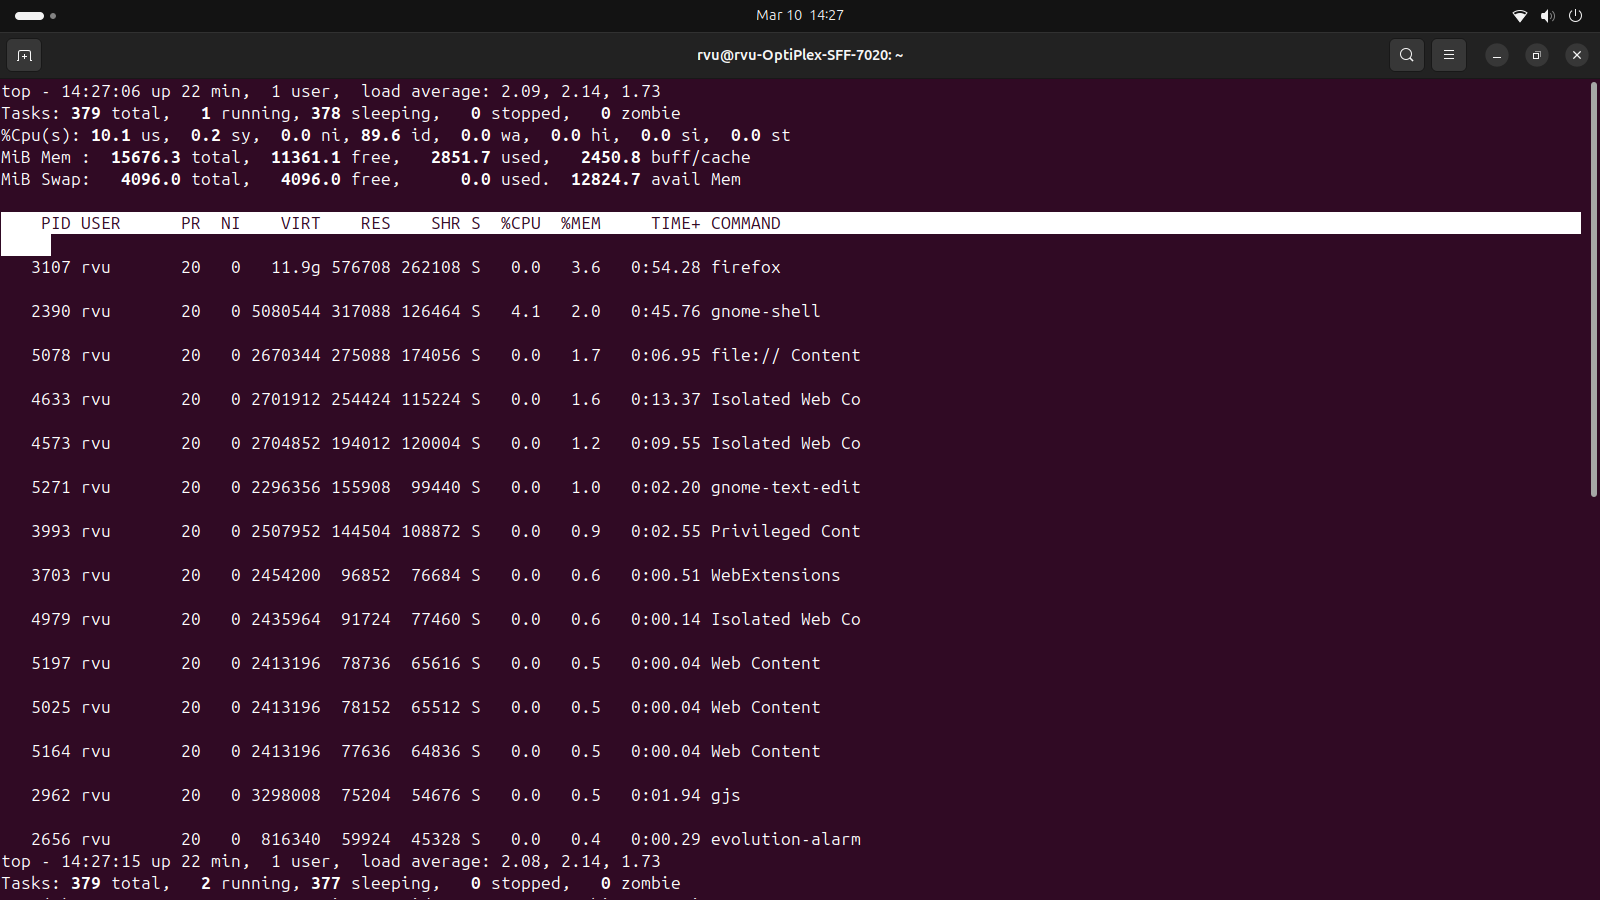 Mar 10 14:27
rvu@rvu-OptiPlex-SFF-7020: ~
top - 14:27:06 up 22 min,  1 user,  load average: 2.09, 2.14, 1.73
Tasks: 379 total,   1 running, 378 sleeping,   0 stopped,   0 zombie
%Cpu(s): 10.1 us,  0.2 sy,  0.0 ni, 89.6 id,  0.0 wa,  0.0 hi,  0.0 si,  0.0 st
MiB Mem :  15676.3 total,  11361.1 free,   2851.7 used,   2450.8 buff/cache
MiB Swap:   4096.0 total,   4096.0 free,      0.0 used.  12824.7 avail Mem
PID USER      PR  NI    VIRT    RES    SHR S  %CPU  %MEM     TIME+ COMMAND
3107 rvu       20   0   11.9g 576708 262108 S   0.0   3.6   0:54.28 firefox
2390 rvu       20   0 5080544 317088 126464 S   4.1   2.0   0:45.76 gnome-shell
5078 rvu       20   0 2670344 275088 174056 S   0.0   1.7   0:06.95 file:// Content
4633 rvu       20   0 2701912 254424 115224 S   0.0   1.6   0:13.37 Isolated Web Co
4573 rvu       20   0 2704852 194012 120004 S   0.0   1.2   0:09.55 Isolated Web Co
5271 rvu       20   0 2296356 155908  99440 S   0.0   1.0   0:02.20 gnome-text-edit
3993 rvu       20   0 2507952 144504 108872 S   0.0   0.9   0:02.55 Privileged Cont
3703 rvu       20   0 2454200  96852  76684 S   0.0   0.6   0:00.51 WebExtensions
4979 rvu       20   0 2435964  91724  77460 S   0.0   0.6   0:00.14 Isolated Web Co
5197 rvu       20   0 2413196  78736  65616 S   0.0   0.5   0:00.04 Web Content
5025 rvu       20   0 2413196  78152  65512 S   0.0   0.5   0:00.04 Web Content
5164 rvu       20   0 2413196  77636  64836 S   0.0   0.5   0:00.04 Web Content
2962 rvu       20   0 3298008  75204  54676 S   0.0   0.5   0:01.94 gjs
2656 rvu       20   0  816340  59924  45328 S   0.0   0.4   0:00.29 evolution-alarm
top - 14:27:15 up 22 min,  1 user,  load average: 2.08, 2.14, 1.73
Tasks: 379 total,   2 running, 377 sleeping,   0 stopped,   0 zombie